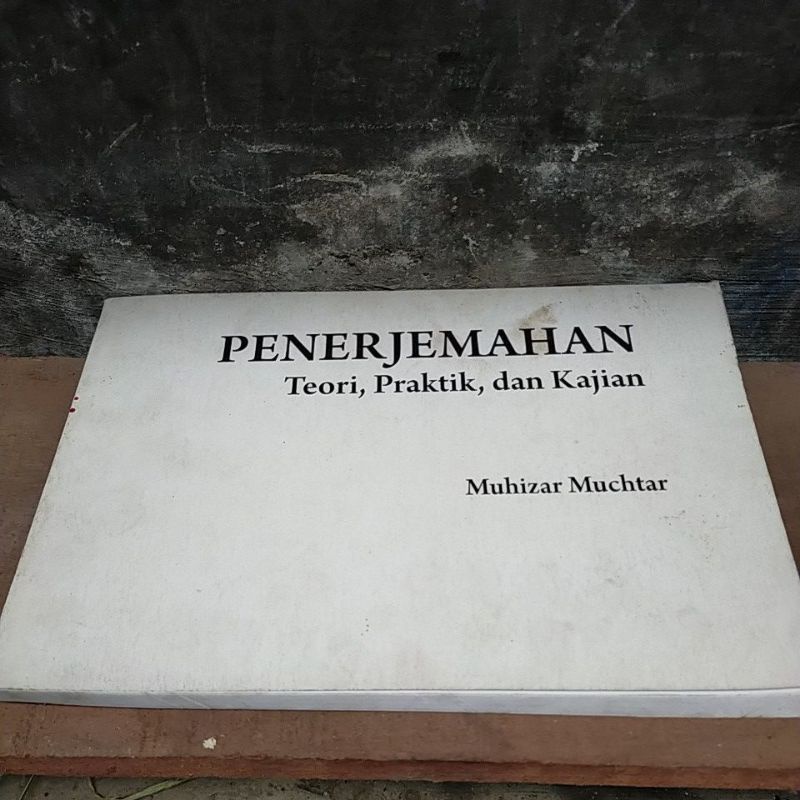 PENERJEMAHAN
Teori, Praktik, dan Kajian
Muhizar Muchtar